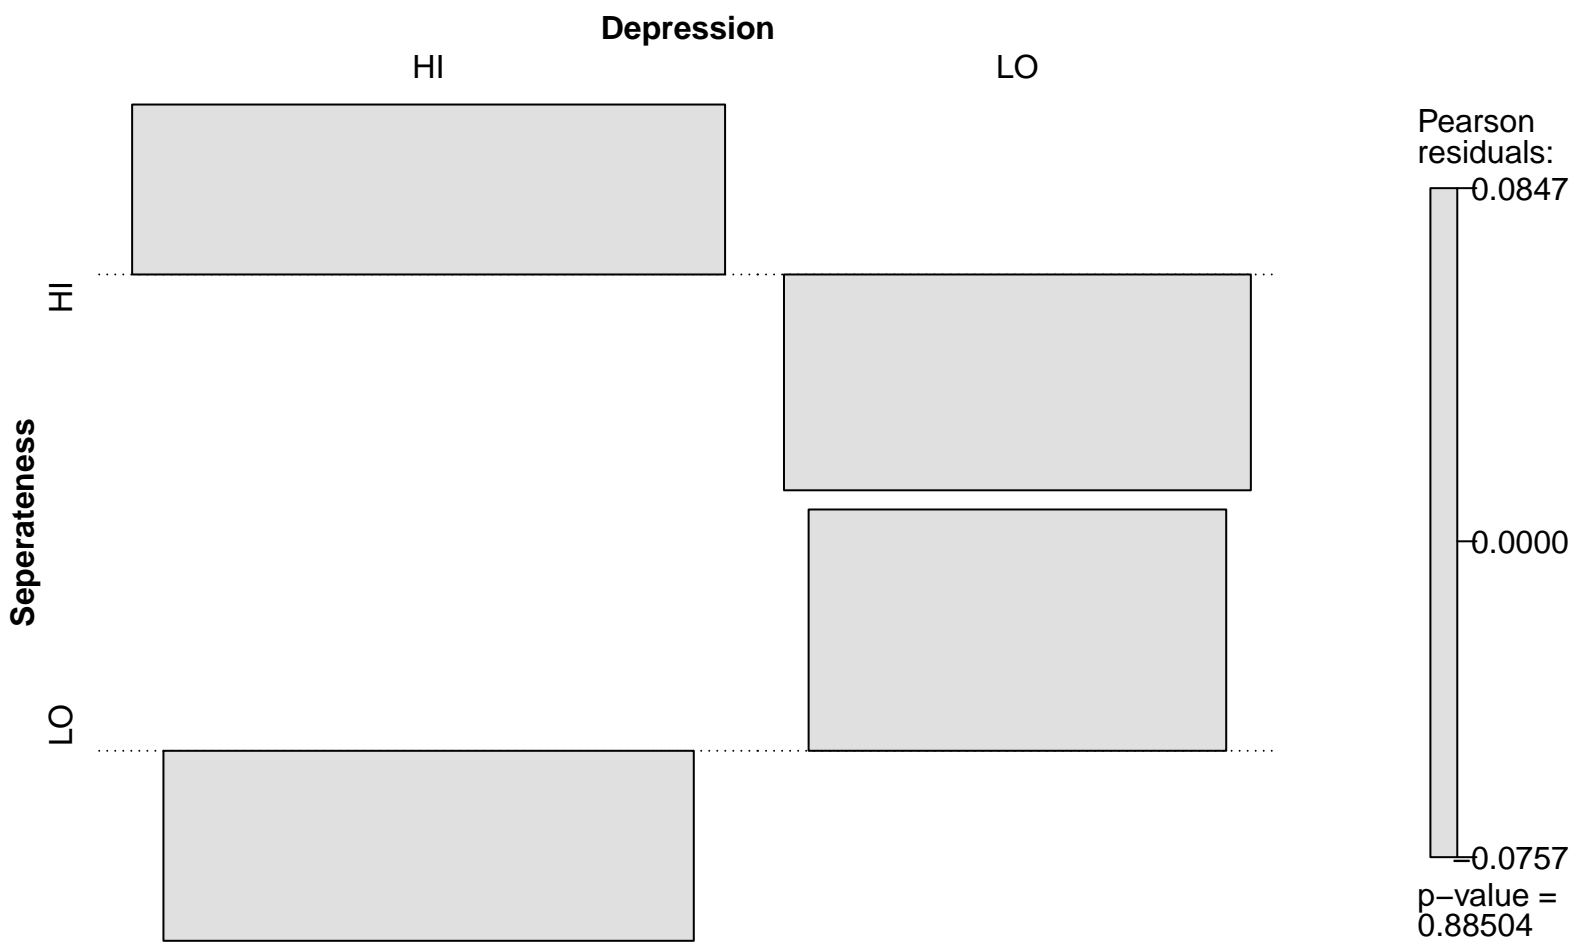 Depression
HI
LO
Seperateness
HI
LO
Pearson
residuals:
0.0847
0.0000
−0.0757
p−value =
0.88504